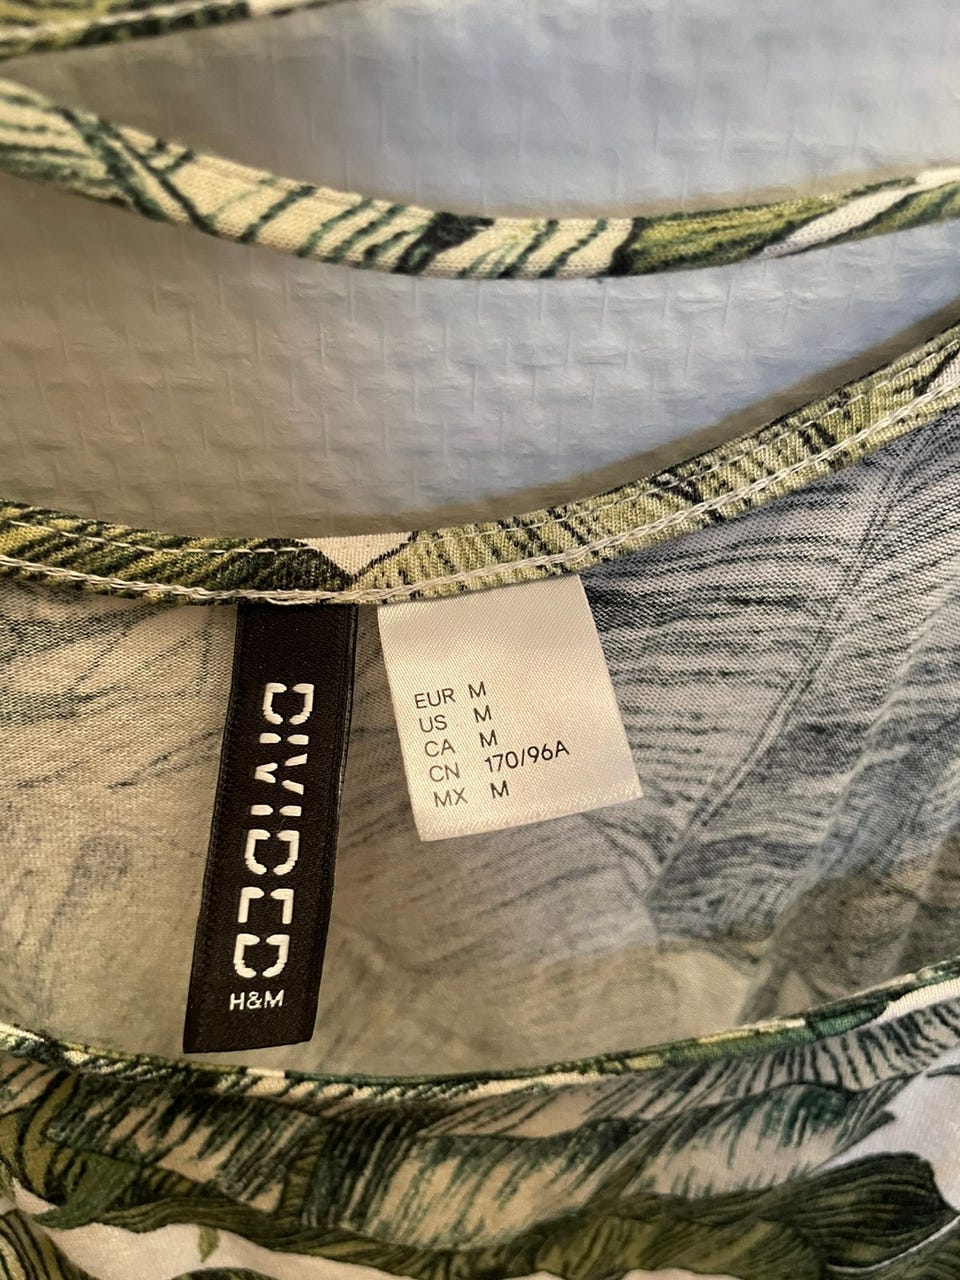 DIVIDED
H&M
EUR M
US M
CA M
CN 170/96A
MX M